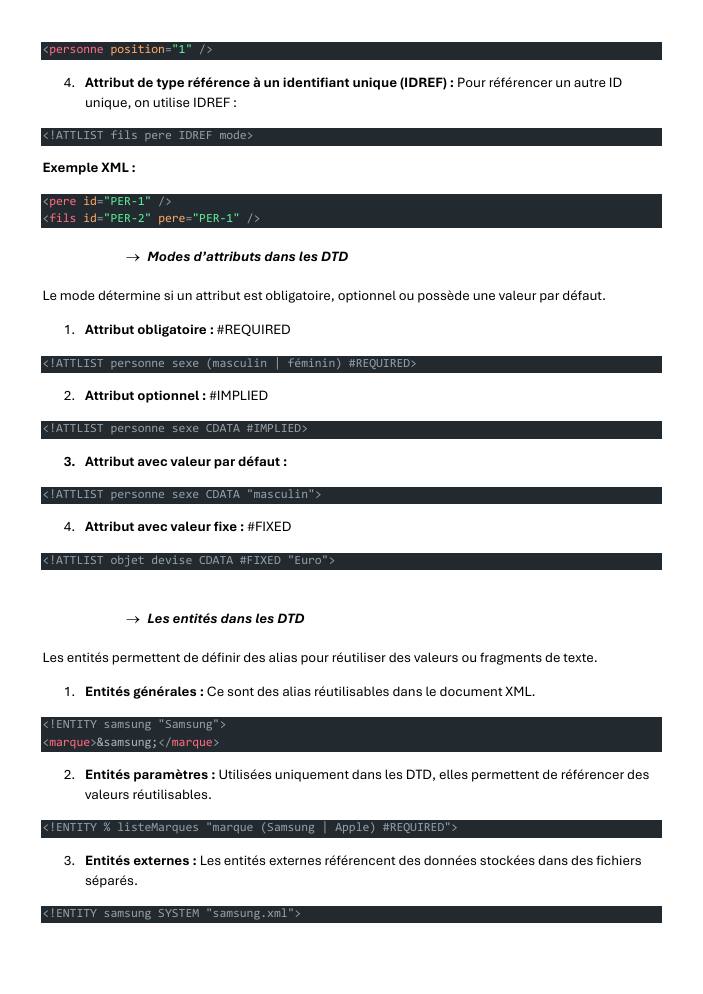 <personne position="1" />
4. Attribut de type référence à un identifiant unique (IDREF) : Pour référencer un autre ID
unique, on utilise IDREF :
<!ATTLIST fils pere IDREF mode>
Exemple XML :
<pere id="PER-1" />
<fils id="PER-2" pere="PER-1" />
→ Modes d’attributs dans les DTD
Le mode détermine si un attribut est obligatoire, optionnel ou possède une valeur par défaut.
1. Attribut obligatoire : #REQUIRED
<!ATTLIST personne sexe (masculin | féminin) #REQUIRED>
2. Attribut optionnel : #IMPLIED
<!ATTLIST personne sexe CDATA #IMPLIED>
3. Attribut avec valeur par défaut :
<!ATTLIST personne sexe CDATA "masculin">
4. Attribut avec valeur fixe : #FIXED
<!ATTLIST objet devise CDATA #FIXED "Euro">
→ Les entités dans les DTD
Les entités permettent de définir des alias pour réutiliser des valeurs ou fragments de texte.
1. Entités générales : Ce sont des alias réutilisables dans le document XML.
<!ENTITY samsung "Samsung">
<marque>&samsung;</marque>
2. Entités paramètres : Utilisées uniquement dans les DTD, elles permettent de référencer des
valeurs réutilisables.
<!ENTITY % listeMarques "marque (Samsung | Apple) #REQUIRED">
3. Entités externes : Les entités externes référencent des données stockées dans des fichiers
séparés.
<!ENTITY samsung SYSTEM "samsung.xml">